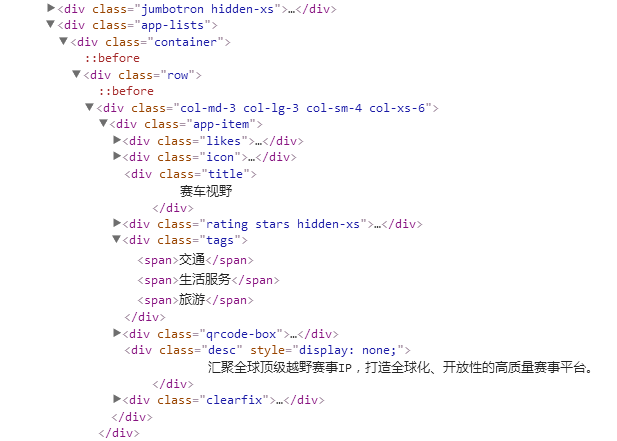 ▶<div class="jumbotron hidden-xs">…</div>
▼<div class="app-lists">
▼<div class="container">
::before
▼<div class="row">
::before
▼<div class="col-md-3 col-lg-3 col-sm-4 col-xs-6">
▼<div class="app-item">
▶<div class="likes">…</div>
▶<div class="icon">…</div>
<div class="title">
赛车视野
</div>
▶<div class="rating stars hidden-xs">…</div>
▼<div class="tags">
<span>交通</span>
<span>生活服务</span>
<span>旅游</span>
</div>
▶<div class="qrcode-box">…</div>
<div class="desc" style="display: none;">
汇聚全球顶级越野赛事IP，打造全球化、开放性的高质量赛事平台。
</div>
▶<div class="clearfix">…</div>
</div>
</div>